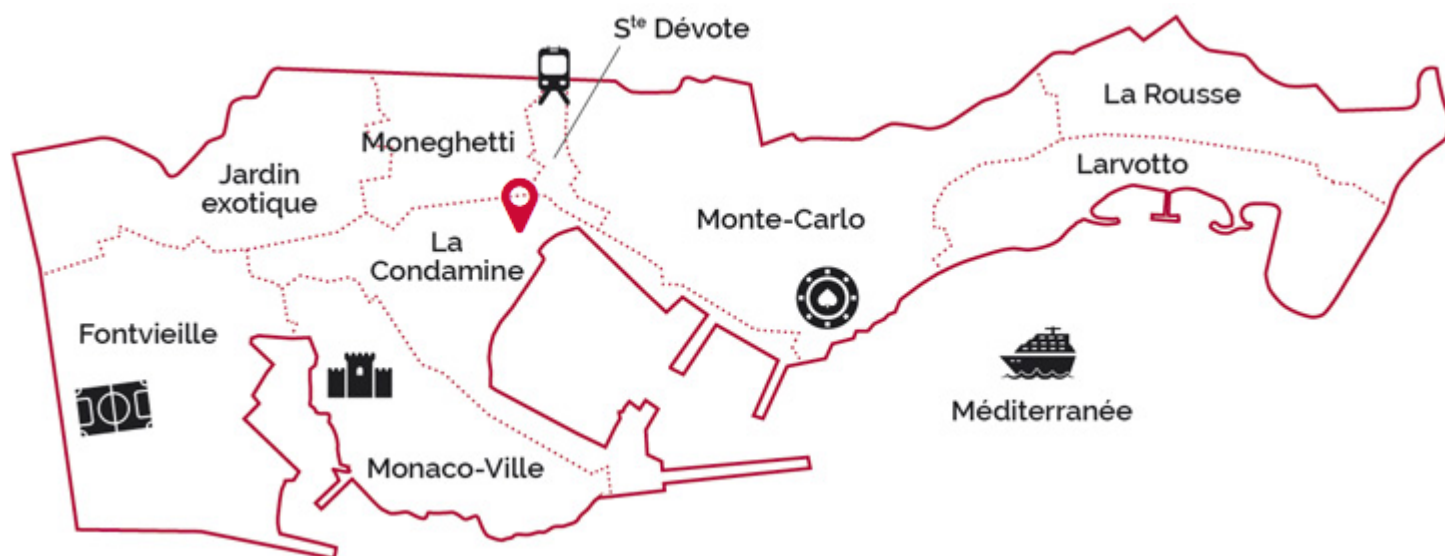 Sᵗᵉ Dévote
La Rousse
Moneghetti
Larvotto
Jardin
exotique
Monte-Carlo
La
Condamine
Fontvieille
Méditerranée
Monaco-Ville